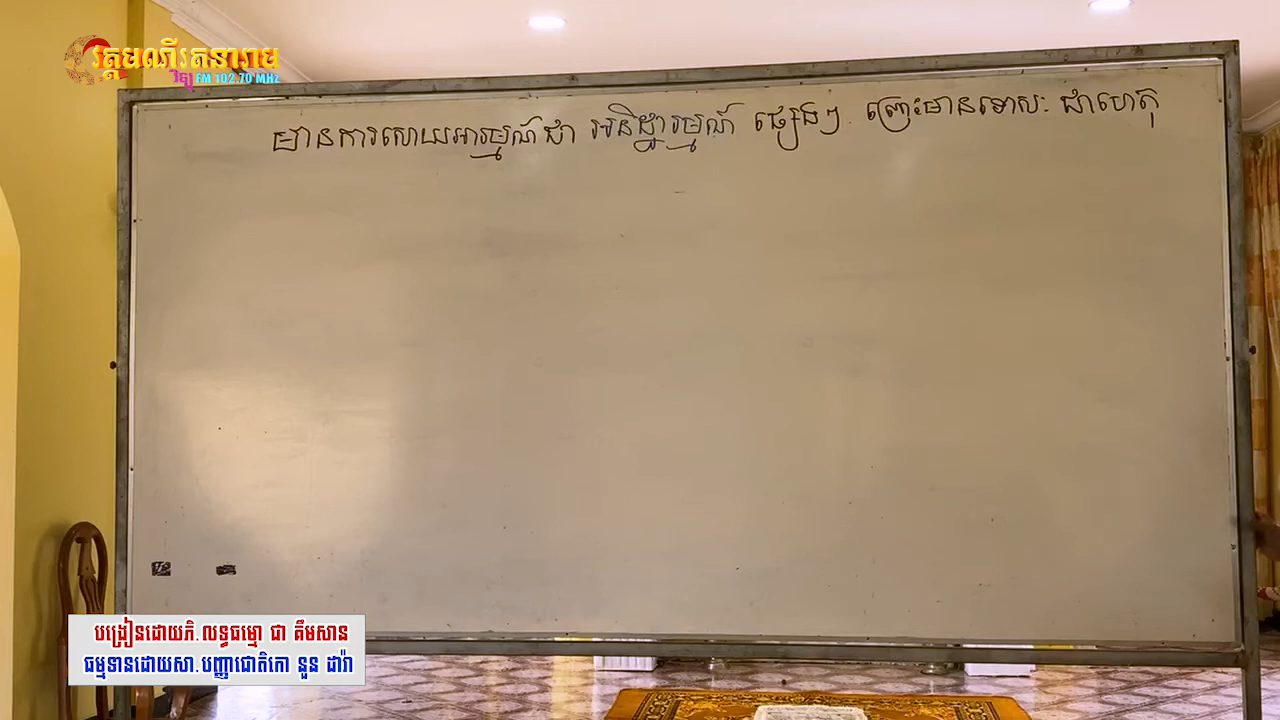 វត្តមណីរតនារាម
វិទ្យុ FM 102.70 MHz
មានការសោយអារម្មណ៍ជា អនិដ្ឋារម្មណ៍ ផ្សេងៗ ព្រោះមានទោសៈ ជាហេតុ
បង្រៀនដោយភិ.លទ្ធធម្មោ ជា គឹមសាន
ធម្មទានដោយសា.បញ្ញាជោតិកោ នួន ដារ៉ា